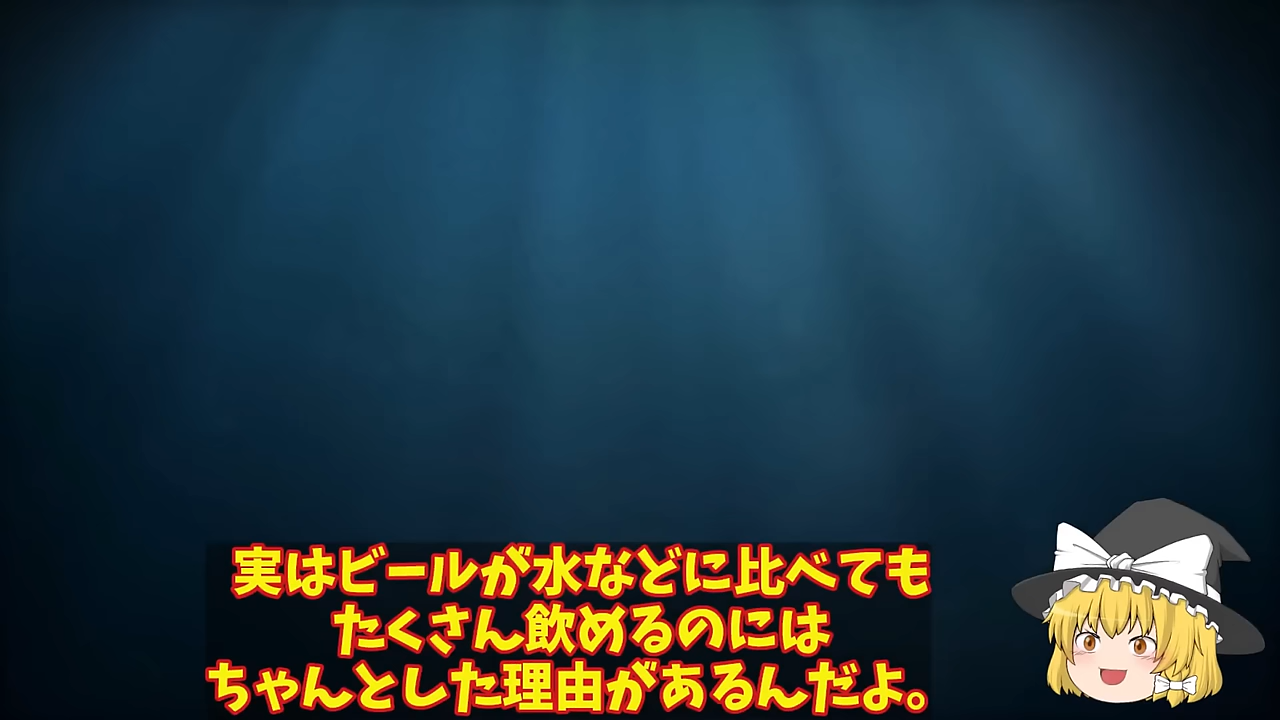 実はビールが水などに比べても
たくさん飲めるのには
ちゃんとした理由があるんだよ。